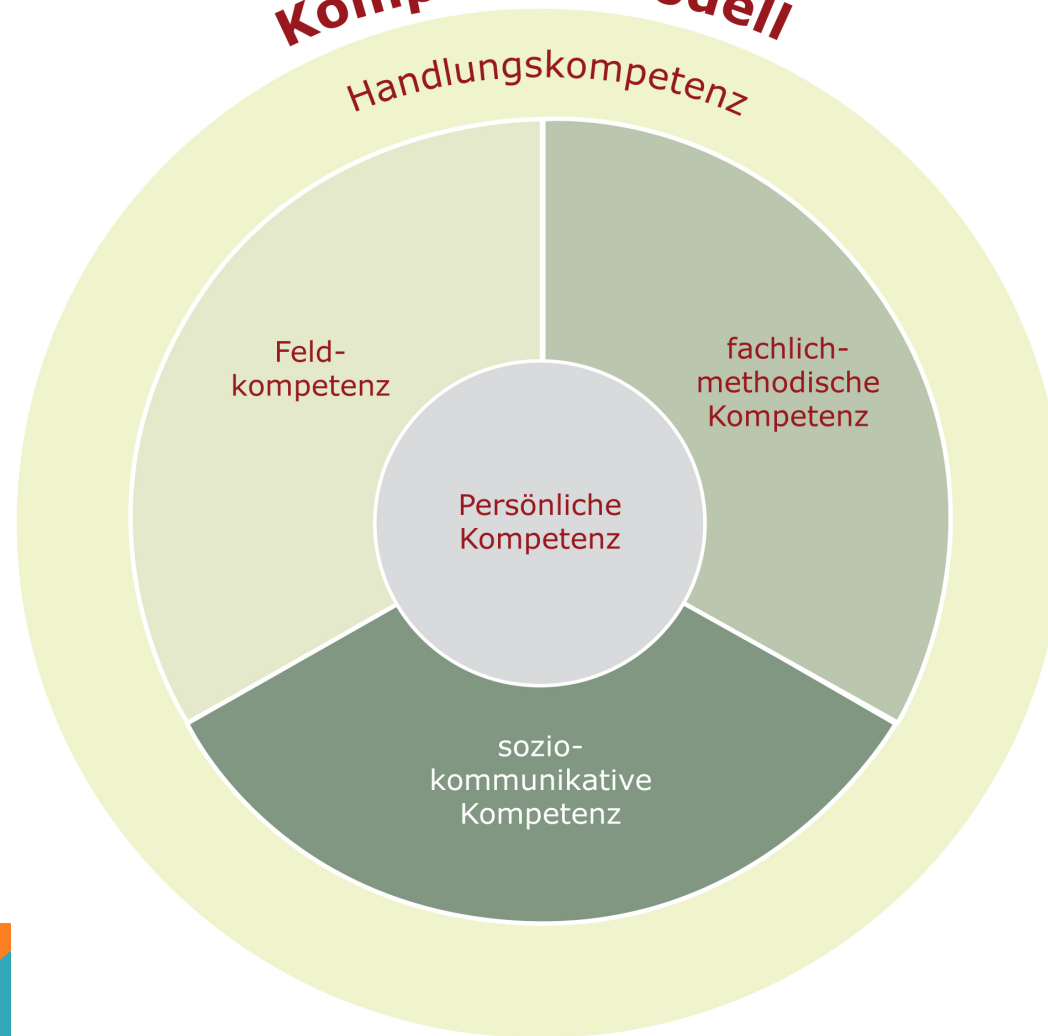 Handlungskompetenz
Feld-
kompetenz
fachlich-
methodische
Kompetenz
Persönliche
Kompetenz
sozio-
kommunikative
Kompetenz